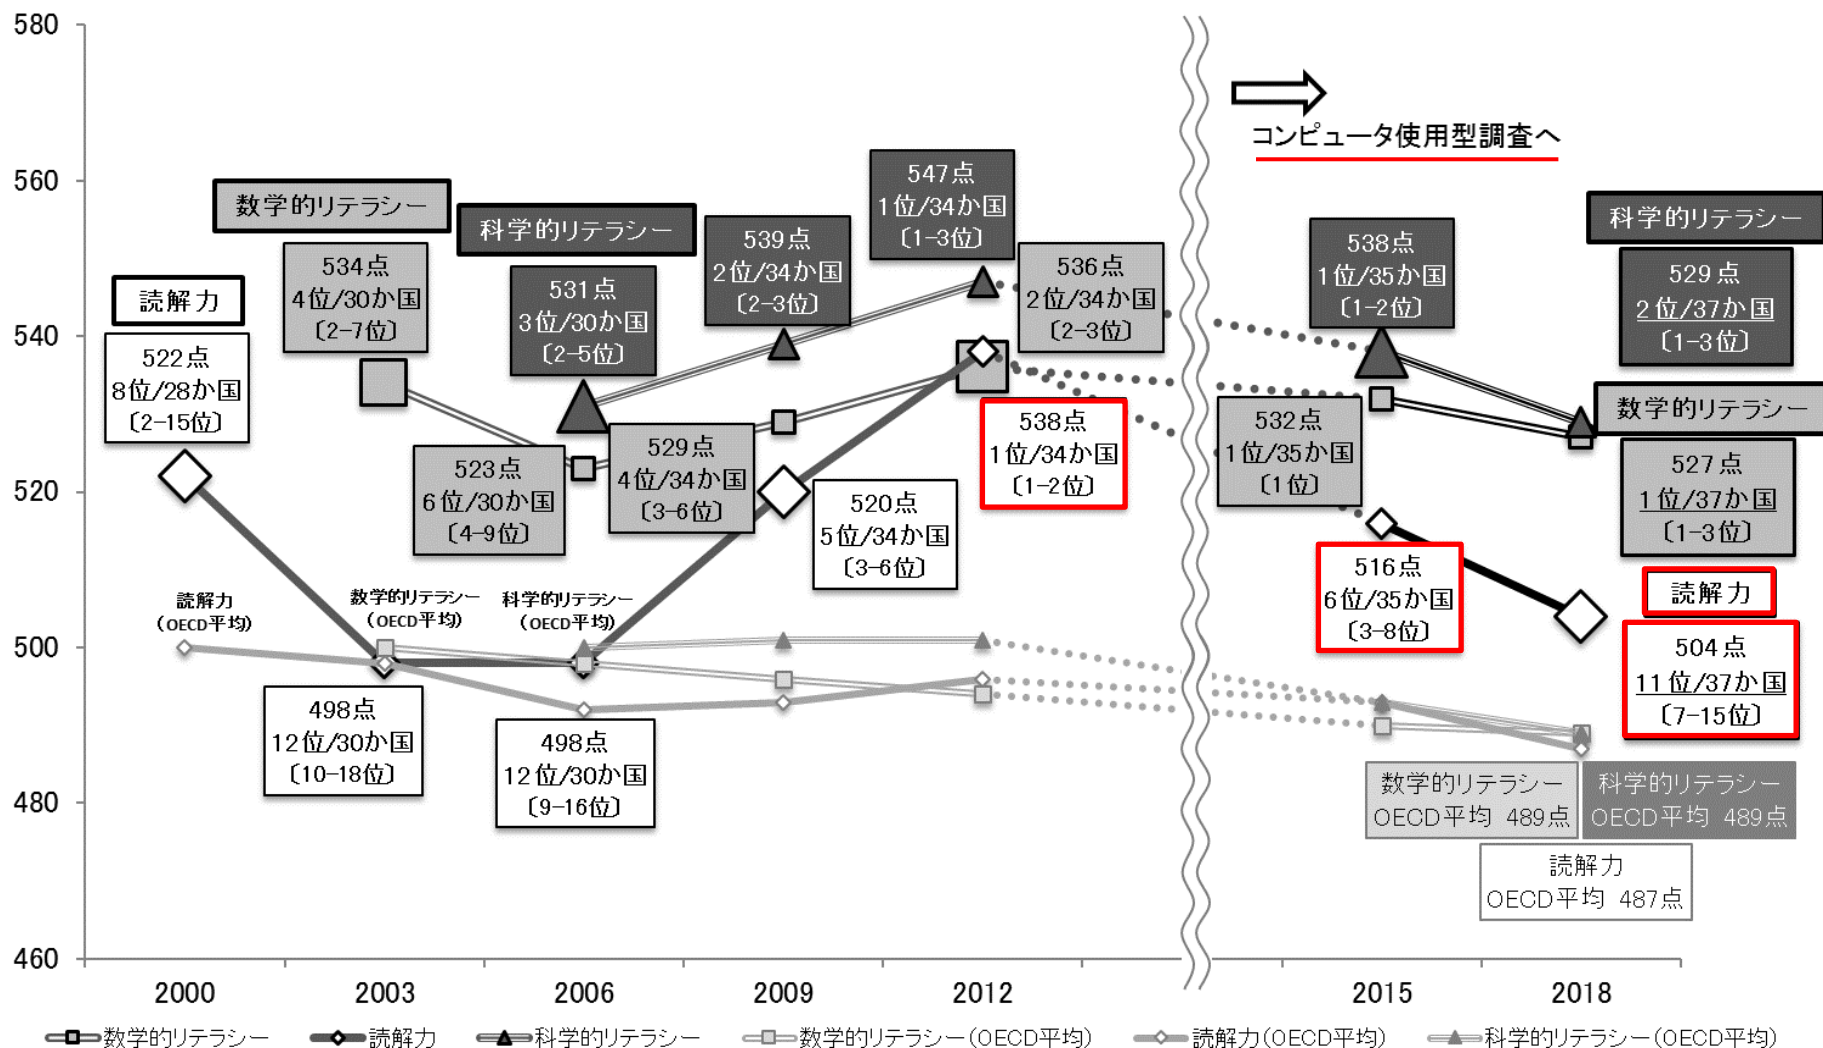 580
560
540
520
500
480
460
コンピュータ使用型調査へ
読解力
522点
8位/28か国
〔2−15位〕
数学的リテラシー
534点
4位/30か国
〔2−7位〕
科学的リテラシー
531点
3位/30か国
〔2−5位〕
539点
2位/34か国
〔2−3位〕
547点
1位/34か国
〔1−3位〕
536点
2位/34か国
〔2−3位〕
538点
1位/35か国
〔1−2位〕
科学的リテラシー
529点
2位/37か国
〔1−3位〕
523点
6位/30か国
〔4−9位〕
529点
4位/34か国
〔3−6位〕
520点
5位/34か国
〔3−6位〕
538点
1位/34か国
〔1−2位〕
532点
1位/35か国
〔1位〕
数学的リテラシー
527点
1位/37か国
〔1−3位〕
516点
6位/35か国
〔3−8位〕
読解力
504点
11位/37か国
〔7−15位〕
読解力
(OECD平均)
数学的リテラシー
(OECD平均)
科学的リテラシー
(OECD平均)
498点
12位/30か国
〔10−18位〕
498点
12位/30か国
〔9−16位〕
数学的リテラシー
OECD平均 489点
科学的リテラシー
OECD平均 489点
読解力
OECD平均 487点
2000
2003
2006
2009
2012
2015
2018
数学的リテラシー
読解力
科学的リテラシー
数学的リテラシー(OECD平均)
読解力(OECD平均)
科学的リテラシー(OECD平均)